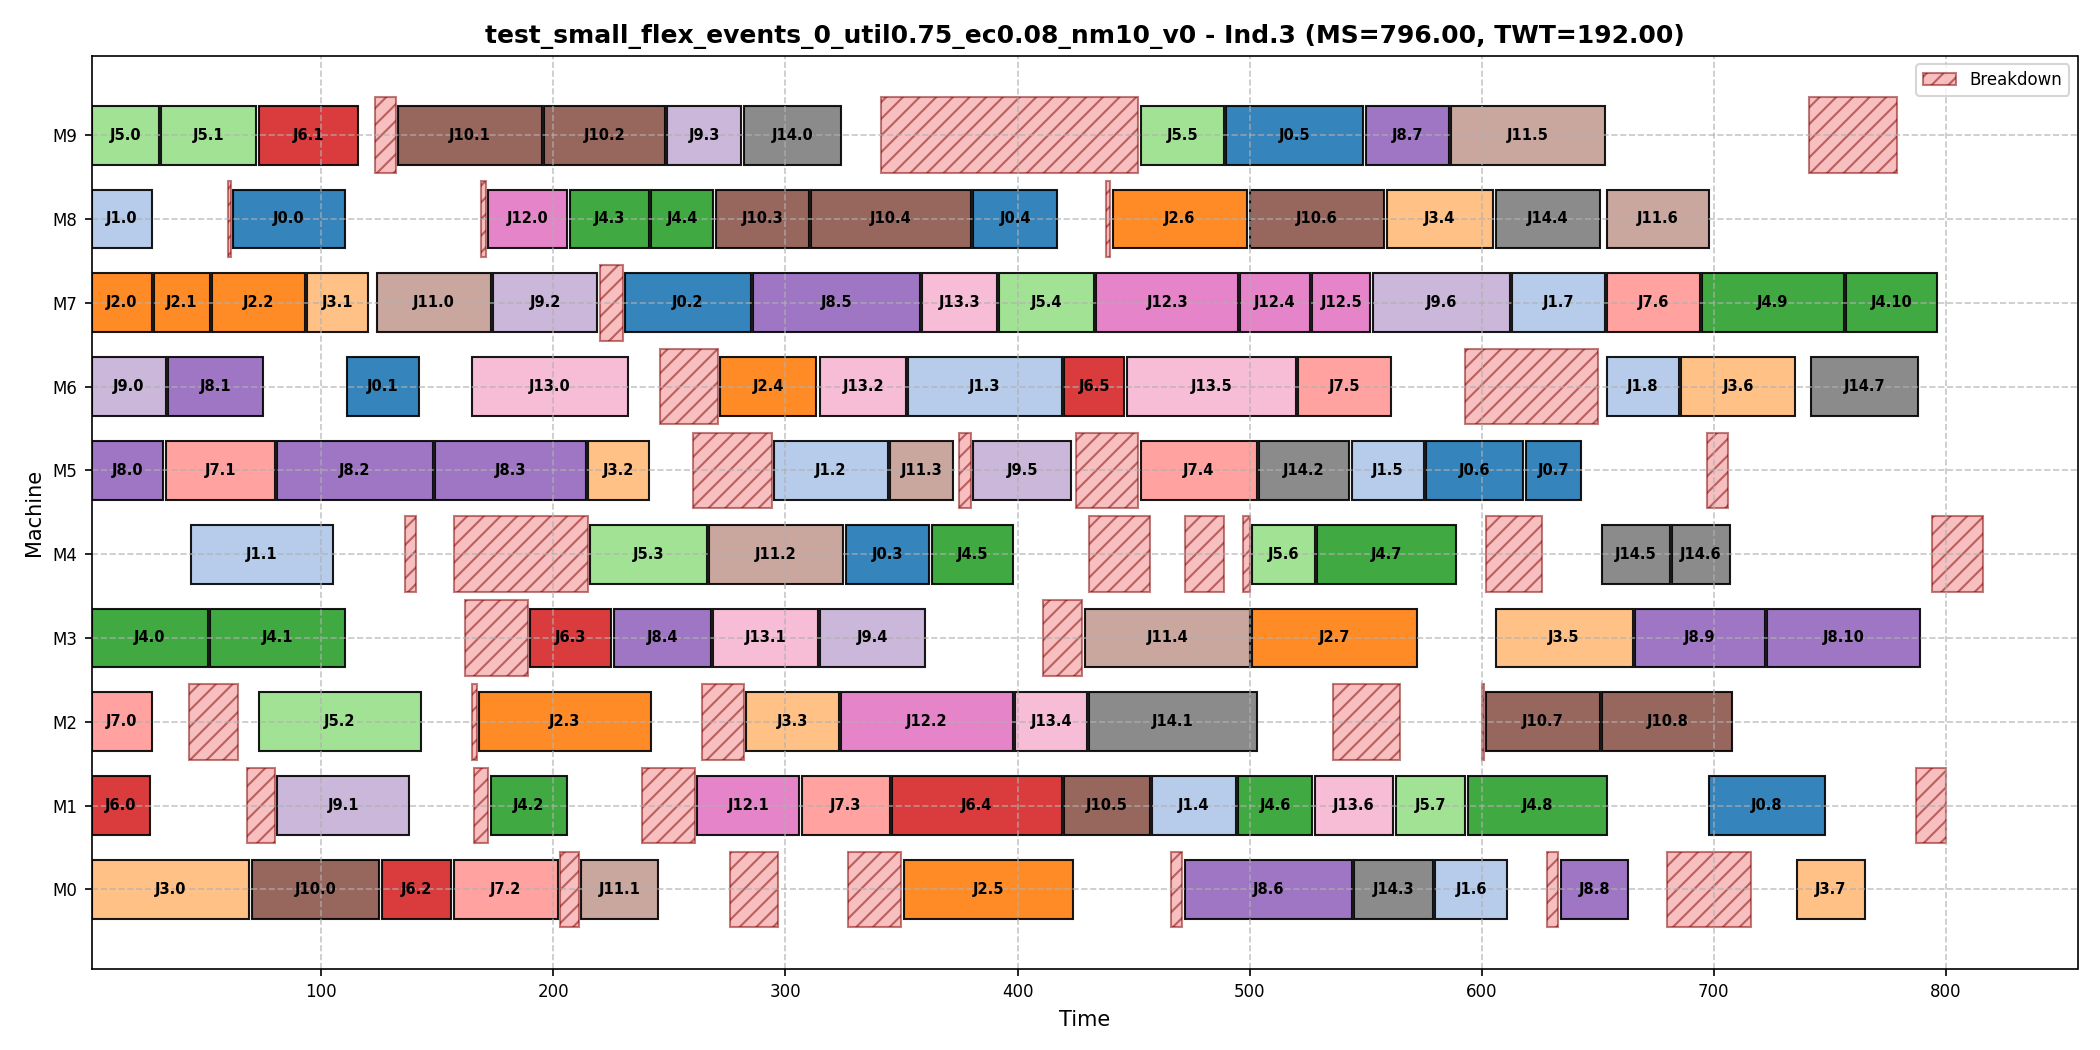 test_small_flex_events_0_util0.75_ec0.08_nm10_v0 - Ind.3 (MS=796.00, TWT=192.00)
Breakdown
M9 J5.0 J5.1 J6.1 J10.1 J10.2 J9.3 J14.0 J5.5 J0.5 J8.7 J11.5
M8 J1.0 J0.0 J12.0 J4.3 J4.4 J10.3 J10.4 J0.4 J2.6 J10.6 J3.4 J14.4 J11.6
M7 J2.0 J2.1 J2.2 J3.1 J11.0 J9.2 J0.2 J8.5 J13.3 J5.4 J12.3 J12.4 J12.5 J9.6 J1.7 J7.6 J4.9 J4.10
M6 J9.0 J8.1 J0.1 J13.0 J2.4 J13.2 J1.3 J6.5 J13.5 J7.5 J1.8 J3.6 J14.7
M5 J8.0 J7.1 J8.2 J8.3 J3.2 J1.2 J11.3 J9.5 J7.4 J14.2 J1.5 J0.6 J0.7
M4 J1.1 J5.3 J11.2 J0.3 J4.5 J5.6 J4.7 J14.5 J14.6
M3 J4.0 J4.1 J6.3 J8.4 J13.1 J9.4 J11.4 J2.7 J3.5 J8.9 J8.10
M2 J7.0 J5.2 J2.3 J3.3 J12.2 J13.4 J14.1 J10.7 J10.8
M1 J6.0 J9.1 J4.2 J12.1 J7.3 J6.4 J10.5 J1.4 J4.6 J13.6 J5.7 J4.8 J0.8
M0 J3.0 J10.0 J6.2 J7.2 J11.1 J2.5 J8.6 J14.3 J1.6 J8.8 J3.7
Machine
100 200 300 400 500 600 700 800
Time